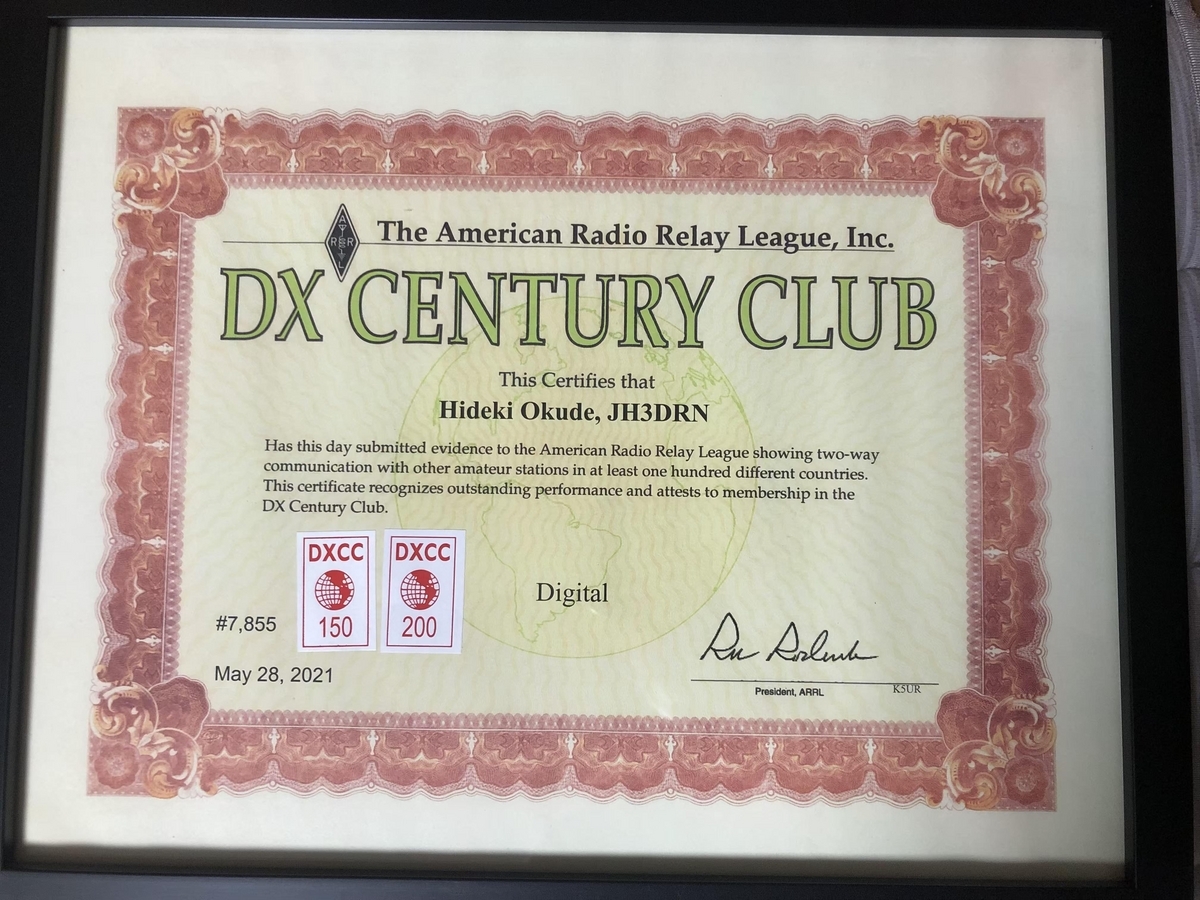 The American Radio Relay League, Inc.
DX CENTURY CLUB
This Certifies that
Hideki Okude, JH3DRN
Has this day submitted evidence to the American Radio Relay League showing two-way
communication with other amateur stations in at least one hundred different countries.
This certificate recognizes outstanding performance and attests to membership in the
DX Century Club.
DXCC
150
DXCC
200
Digital
#7,855
May 28, 2021
President, ARRL
K5UR